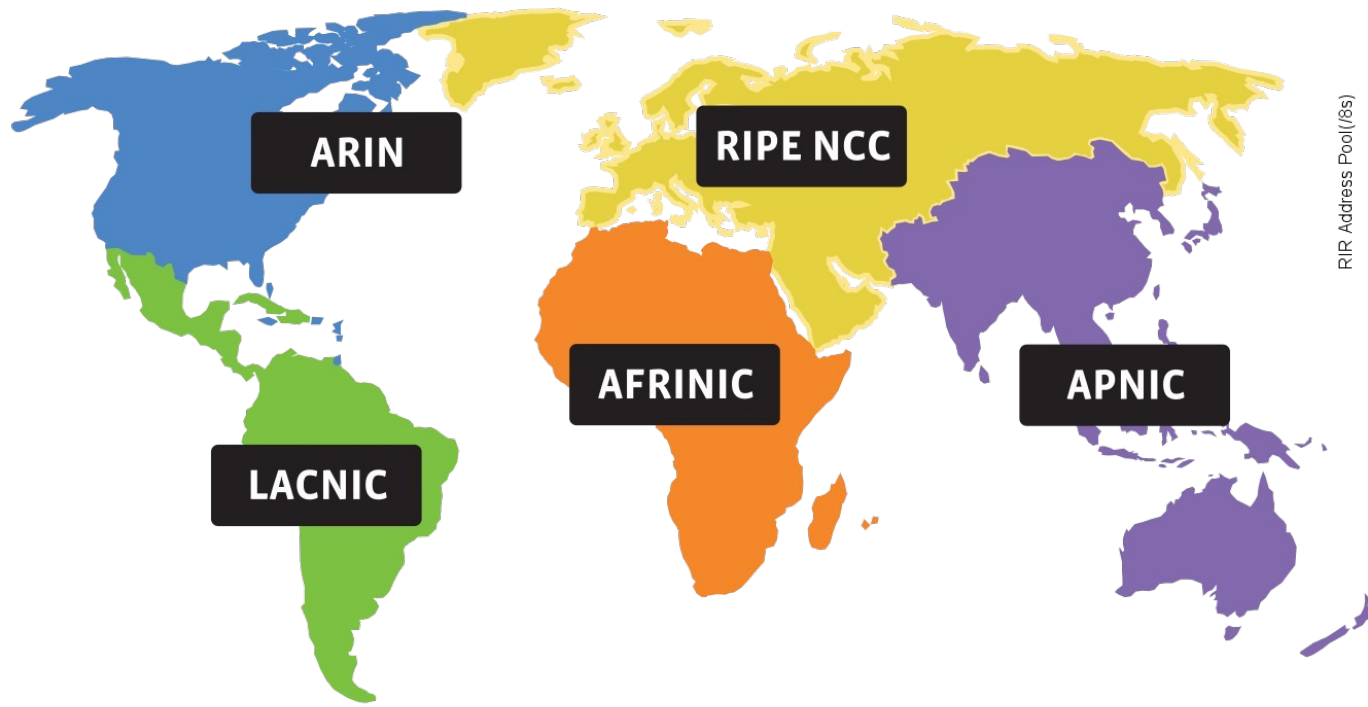 ARIN
RIPE NCC
RIR Address Pool(/8s)
AFRINIC
APNIC
LACNIC